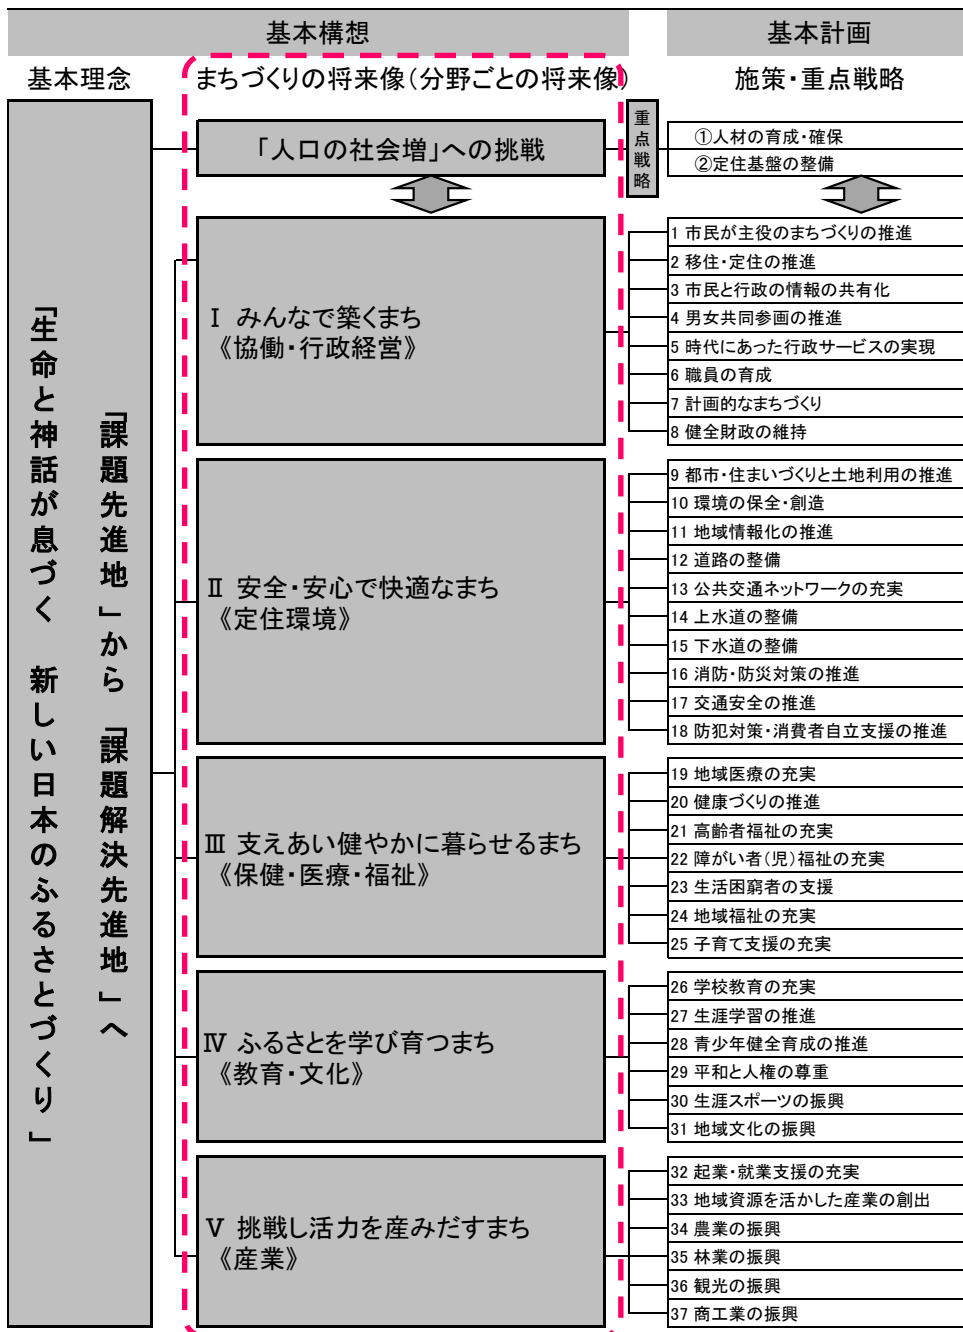 基本構想
基本計画
基本理念
まちづくりの将来像(分野ごとの将来像)
施策・重点戦略
「生命と神話が息づく 新しい日本のふるさとづくり」
「課題先進地」から「課題解決先進地」へ
「人口の社会増」への挑戦
重点戦略
①人材の育成・確保
②定住基盤の整備
Ⅰ みんなで築くまち
《協働・行政経営》
1 市民が主役のまちづくりの推進
2 移住・定住の推進
3 市民と行政の情報の共有化
4 男女共同参画の推進
5 時代にあった行政サービスの実現
6 職員の育成
7 計画的なまちづくり
8 健全財政の維持
Ⅱ 安全・安心で快適なまち
《定住環境》
9 都市・住まいづくりと土地利用の推進
10 環境の保全・創造
11 地域情報化の推進
12 道路の整備
13 公共交通ネットワークの充実
14 上水道の整備
15 下水道の整備
16 消防・防災対策の推進
17 交通安全の推進
18 防犯対策・消費者自立支援の推進
Ⅲ 支えあい健やかに暮らせるまち
《保健・医療・福祉》
19 地域医療の充実
20 健康づくりの推進
21 高齢者福祉の充実
22 障がい者(児)福祉の充実
23 生活困窮者の支援
24 地域福祉の充実
25 子育て支援の充実
Ⅳ ふるさとを学び育つまち
《教育・文化》
26 学校教育の充実
27 生涯学習の推進
28 青少年健全育成の推進
29 平和と人権の尊重
30 生涯スポーツの振興
31 地域文化の振興
Ⅴ 挑戦し活力を産みだすまち
《産業》
32 起業・就業支援の充実
33 地域資源を活かした産業の創出
34 農業の振興
35 林業の振興
36 観光の振興
37 商工業の振興